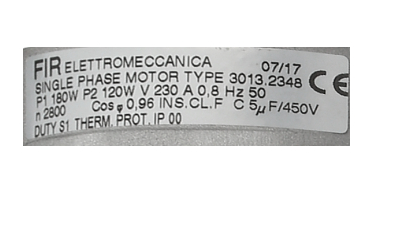 FIR ELETTROMECCANICA 07/17
SINGLE PHASE MOTOR TYPE 3013.2348 CE
P1 180W P2 120W V 230 A 0,8 Hz 50
n 2800 Cos φ 0,96 INS.CL.F C 5µF/450V
DUTY S1 THERM. PROT. IP 00